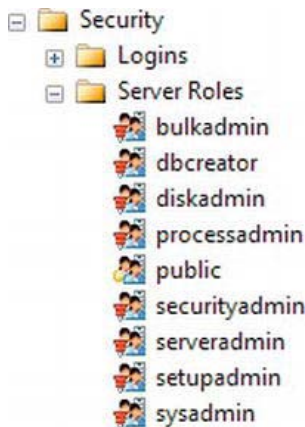 Security
Logins
Server Roles
bulkadmin
dbcreator
diskadmin
processadmin
public
securityadmin
serveradmin
setupadmin
sysadmin